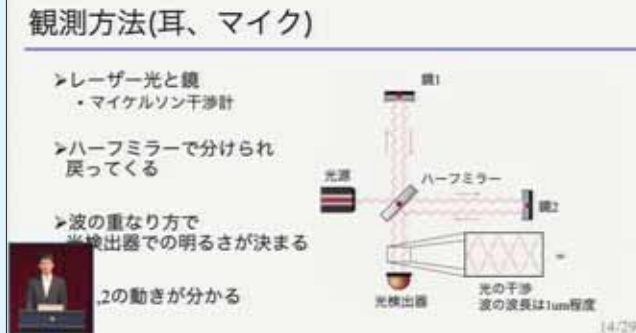 観測方法(耳、マイク)
➢レーザー光と鏡
・マイケルソン干渉計
➢ハーフミラーで分けられ
戻ってくる
➢波の重なり方で
光検出器での明るさが決まる
,2の動きが分かる
鏡1
光源
ハーフミラー
鏡2
光検出器
=
光の干渉
波の波長は1um程度
14/29